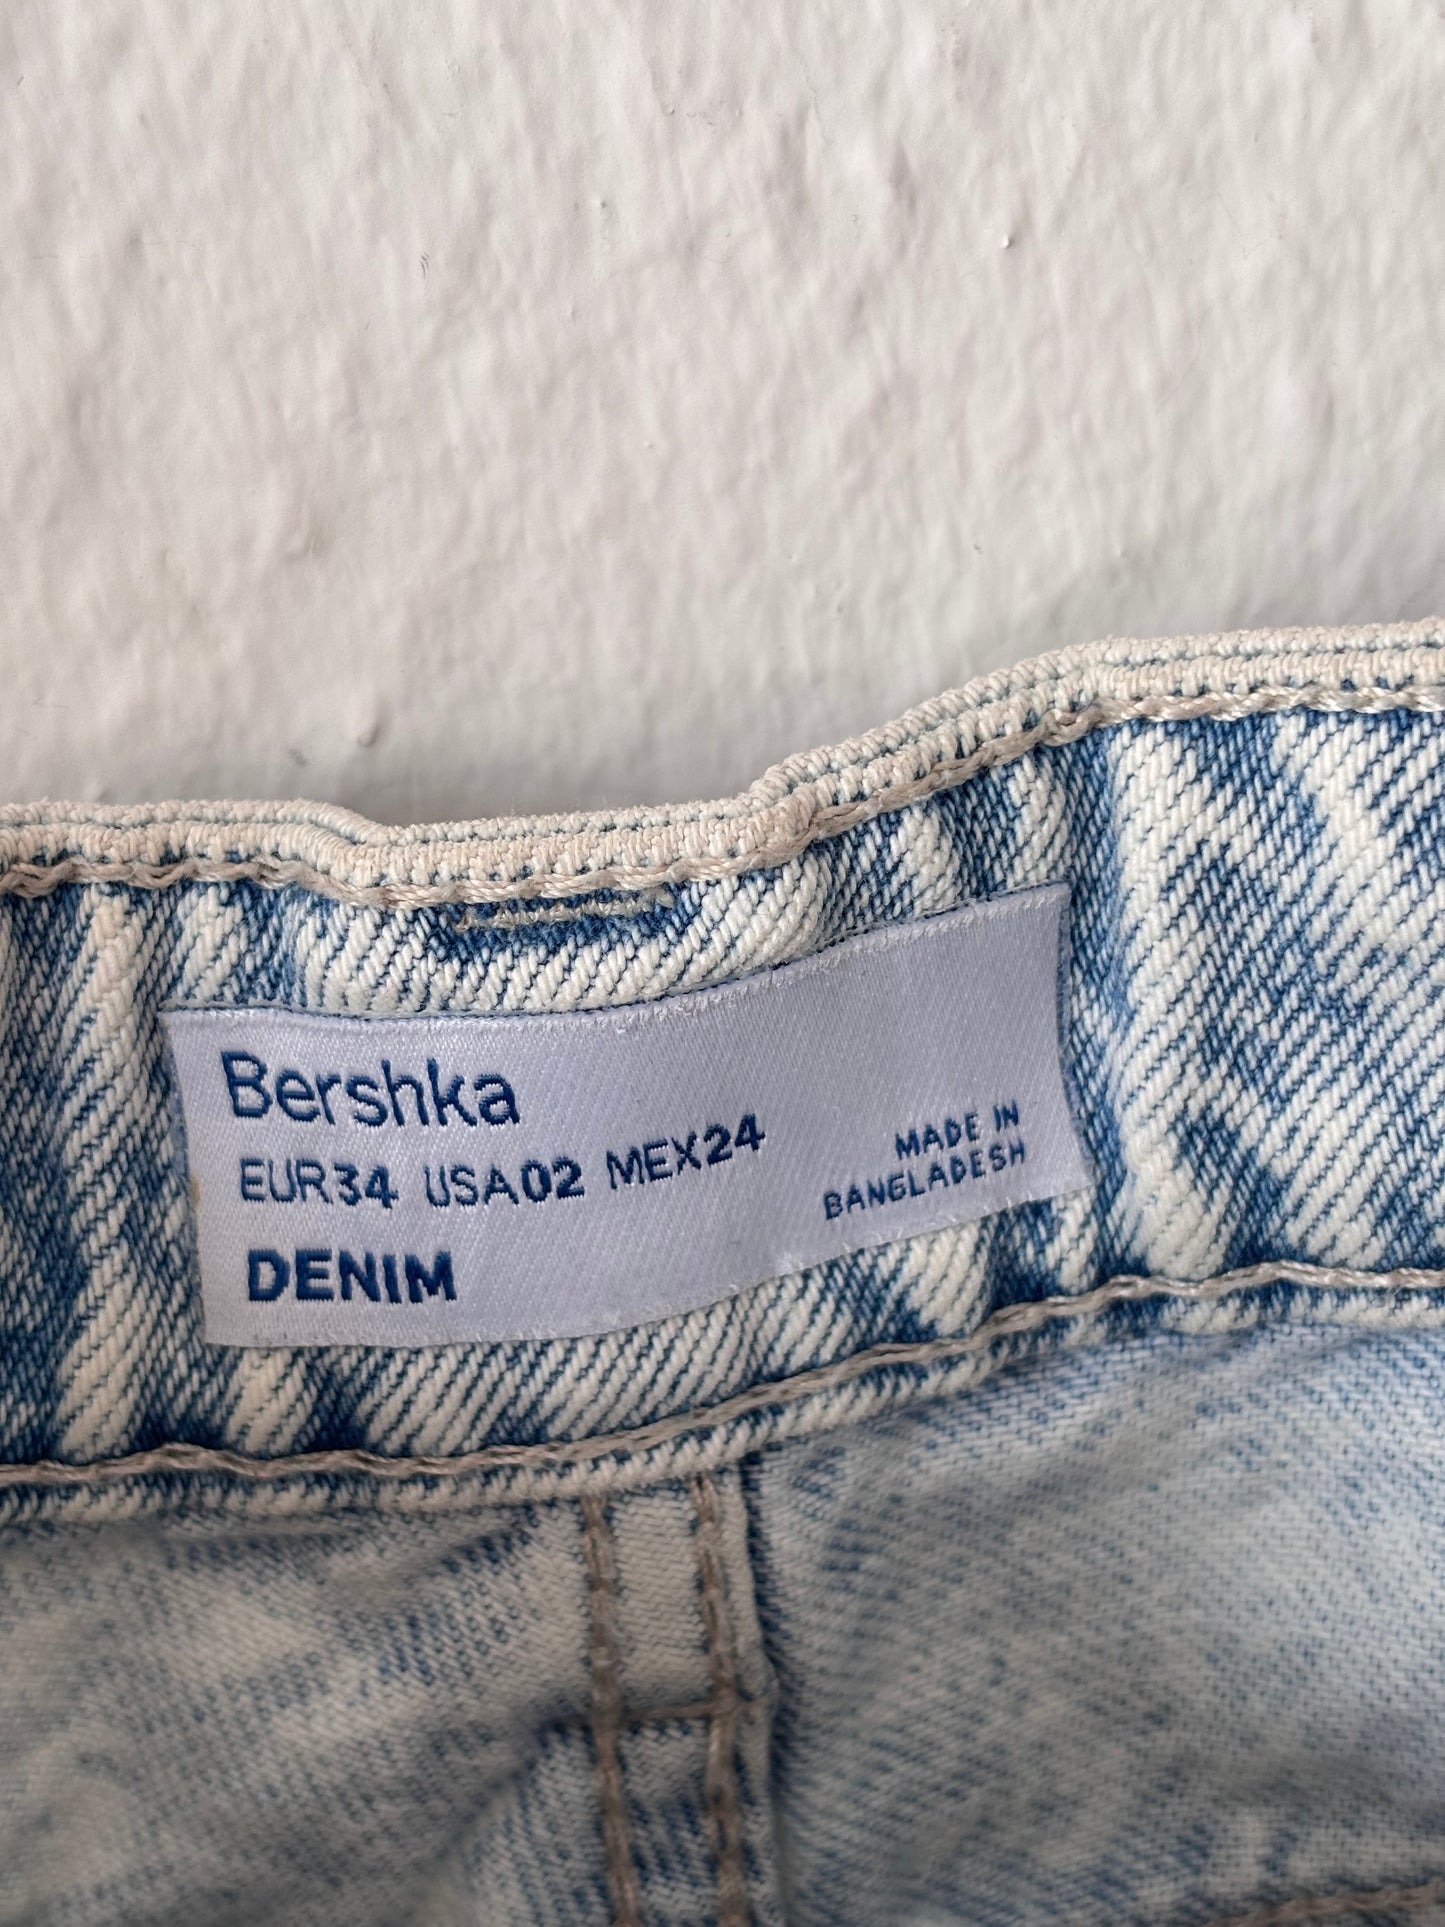 Bershka
EUR34 USA02 MEX24
DENIM
MADE IN
BANGLADESH